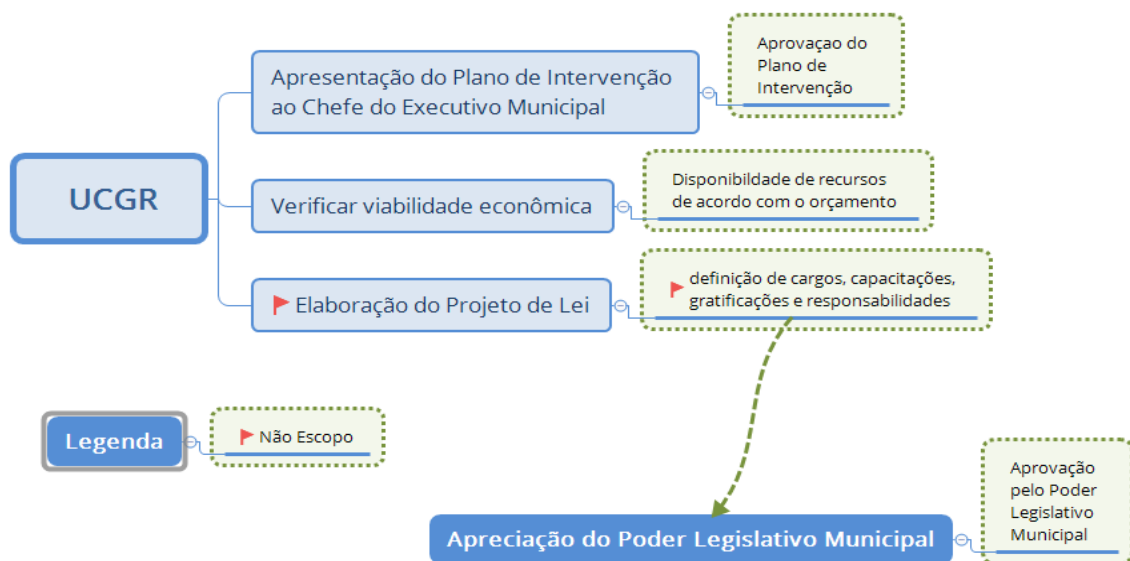 Apresentação do Plano de Intervenção
ao Chefe do Executivo Municipal
Aprovaçao do
Plano de
Intervenção
UCGR
Verificar viabilidade econômica
Disponibildade de recursos
de acordo com o orçamento
Elaboração do Projeto de Lei
definição de cargos, capacitações,
gratificações e responsabilidades
Legenda
Não Escopo
Apreciação do Poder Legislativo Municipal
Aprovação
pelo Poder
Legislativo
Municipal